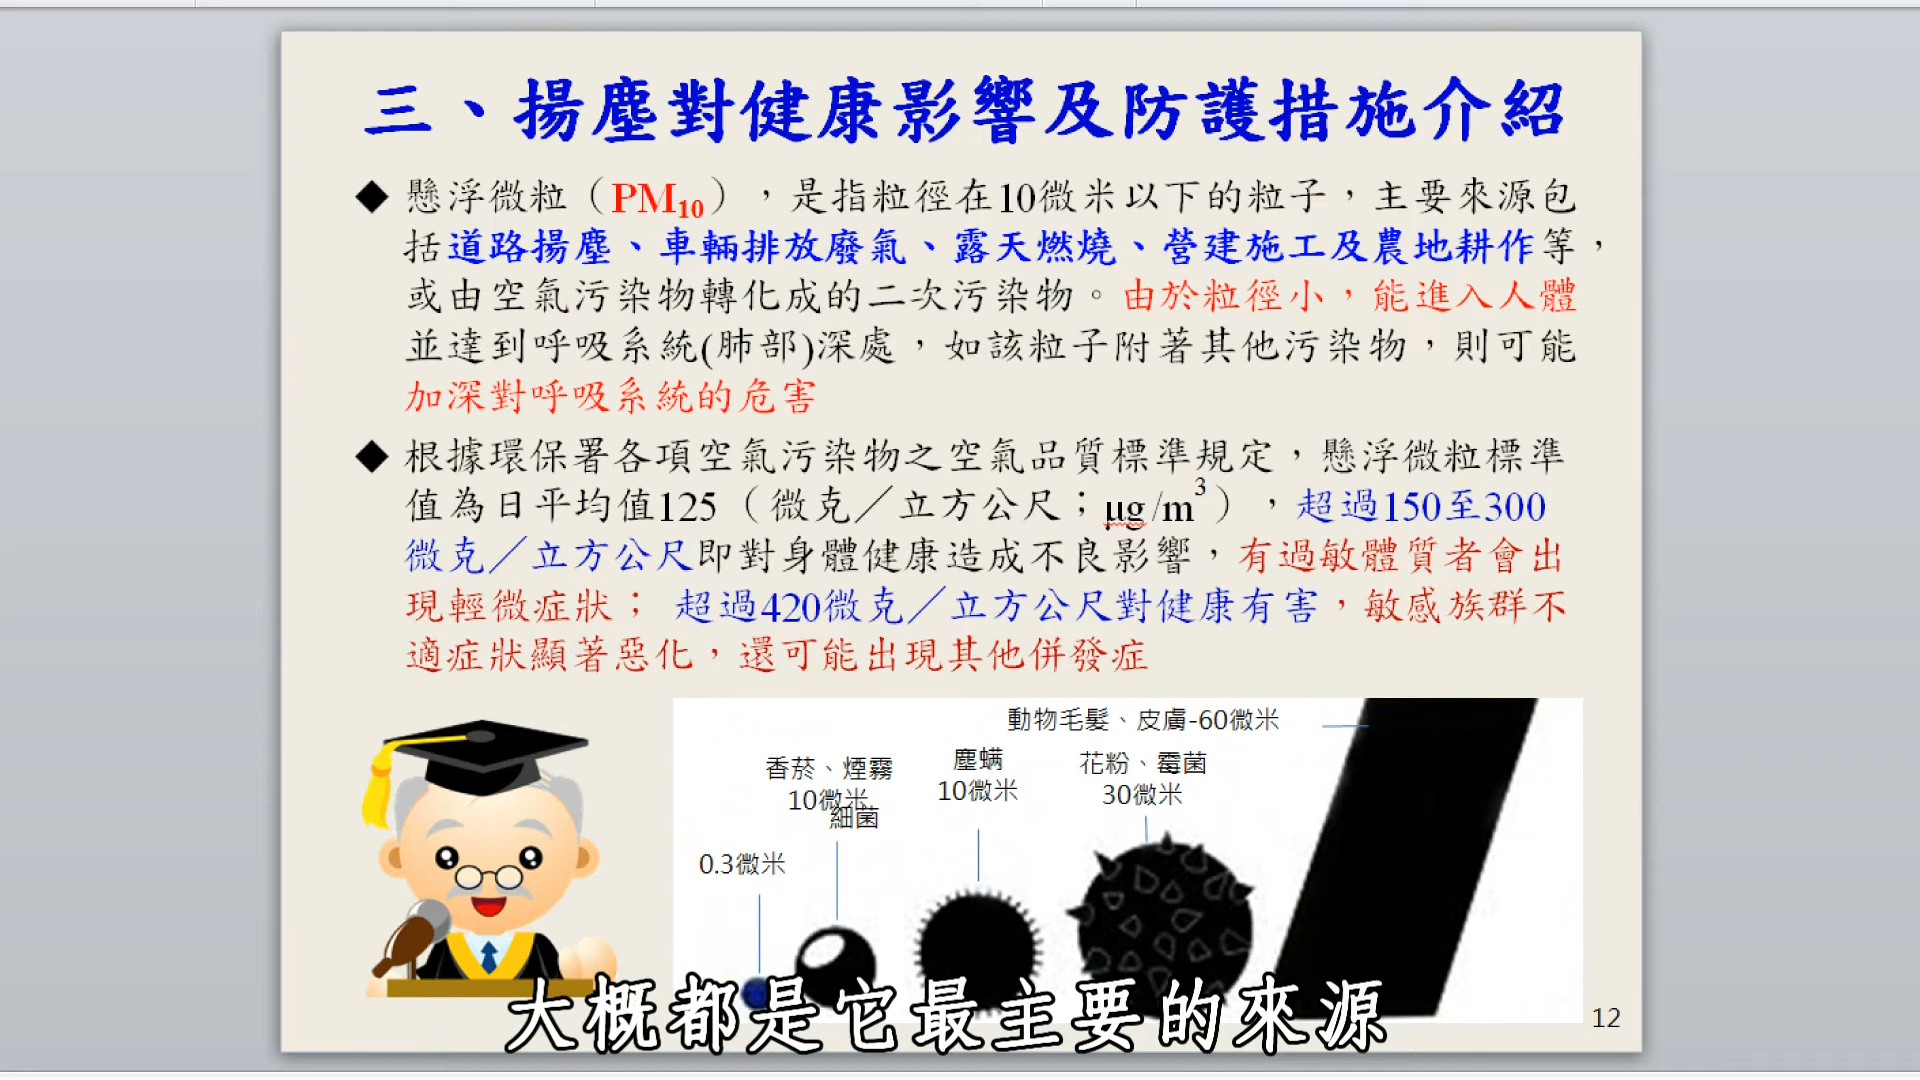 三、揚塵對健康影響及防護措施介紹
◆ 懸浮微粒（PM10），是指粒徑在10微米以下的粒子，主要來源包
括道路揚塵、車輛排放廢氣、露天燃燒、營建施工及農地耕作等，
或由空氣污染物轉化成的二次污染物。由於粒徑小，能進入人體
並達到呼吸系統(肺部)深處，如該粒子附著其他污染物，則可能
加深對呼吸系統的危害
◆ 根據環保署各項空氣污染物之空氣品質標準規定，懸浮微粒標準
值為日平均值125（微克／立方公尺；μg/m3），超過150至300
微克／立方公尺即對身體健康造成不良影響，有過敏體質者會出
現輕微症狀； 超過420微克／立方公尺對健康有害，敏感族群不
適症狀顯著惡化，還可能出現其他併發症
動物毛髮、皮膚-60微米
香菸、煙霧
10微米
細菌
塵螨
10微米
花粉、霉菌
30微米
0.3微米
大概都是它最主要的來源
12